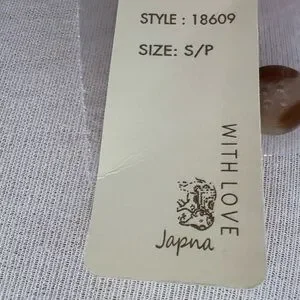 STYLE : 18609
SIZE: S/P
WITH LOVE
Japna